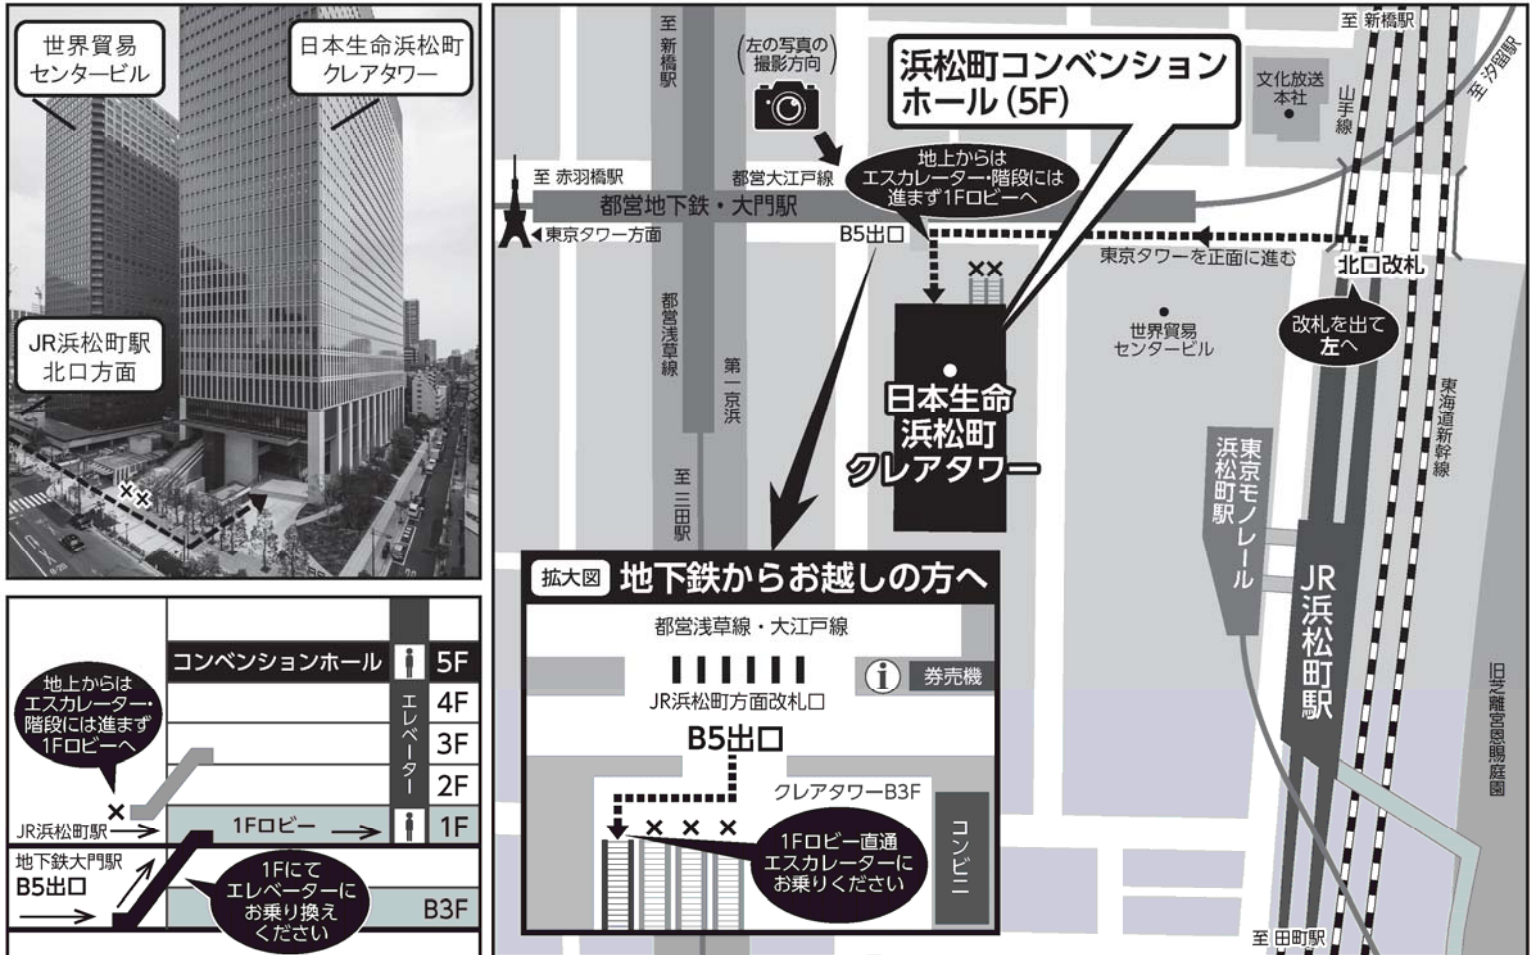 世界貿易
センタービル
日本生命浜松町
クレアタワー
JR浜松町駅
北口方面
コンベンションホール
5F
4F
3F
2F
1F
エレベーター
地上からは
エスカレーター・
階段には進まず
1Fロビーへ
JR浜松町駅
1Fロビー
地下鉄大門駅
B5出口
1Fにて
エレベーターに
お乗り換え
ください
B3F
至 新橋駅
(左の写真の
撮影方向)
浜松町コンベンション
ホール(5F)
文化放送
本社
至 新橋駅
至 汐留駅
山手線
至 赤羽橋駅
都営大江戸線
地上からは
エスカレーター・階段には
進まず1Fロビーへ
都営地下鉄・大門駅
東京タワー方面
B5出口
東京タワーを正面に進む
北口改札
改札を出て
左へ
世界貿易
センタービル
都営浅草線
第一京浜
至 三田駅
日本生命
浜松町
クレアタワー
東海道新幹線
東京モノレール
浜松町駅
JR浜松町駅
旧芝離宮恩賜庭園
至 田町駅
拡大図 地下鉄からお越しの方へ
都営浅草線・大江戸線
券売機
JR浜松町方面改札口
B5出口
クレアタワーB3F
1Fロビー直通
エスカレーターに
お乗りください
コンビニ